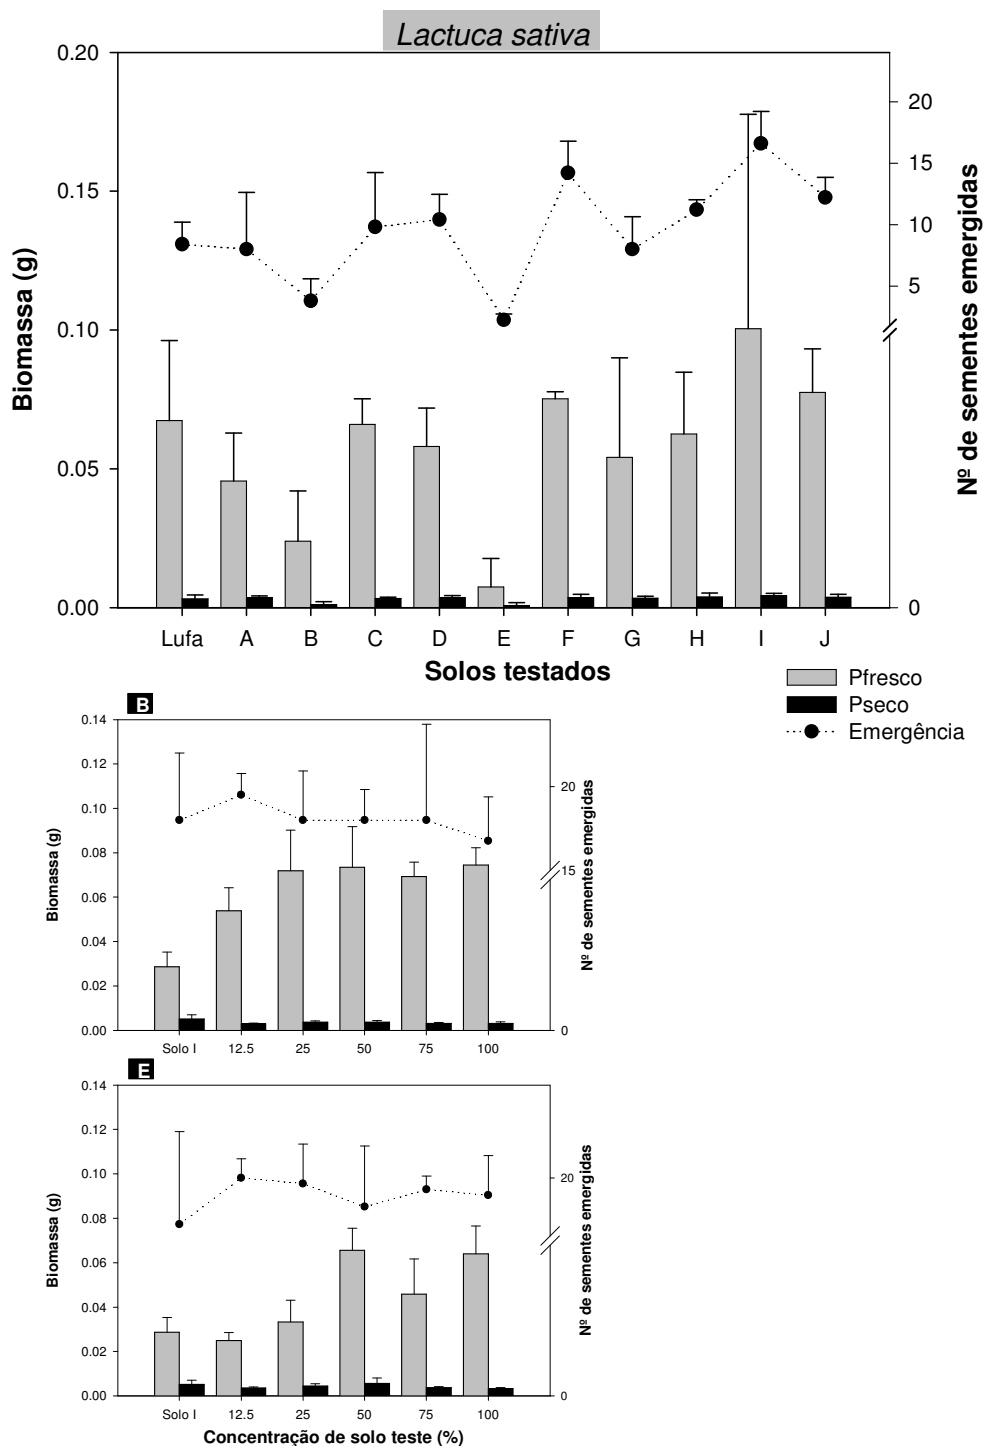 Lactuca sativa
0.20
0.15
0.10
0.05
0.00
Biomassa (g)
20
15
10
5
0
Nº de sementes emergidas
Lufa A B C D E F G H I J
Solos testados
Pfresco
Pseco
Emergência
B
0.14
0.12
0.10
0.08
0.06
0.04
0.02
0.00
Biomassa (g)
20
15
0
Nº de sementes emergidas
Solo I 12.5 25 50 75 100
E
0.14
0.12
0.10
0.08
0.06
0.04
0.02
0.00
Biomassa (g)
20
0
Nº de sementes emergidas
Solo I 12.5 25 50 75 100
Concentração de solo teste (%)